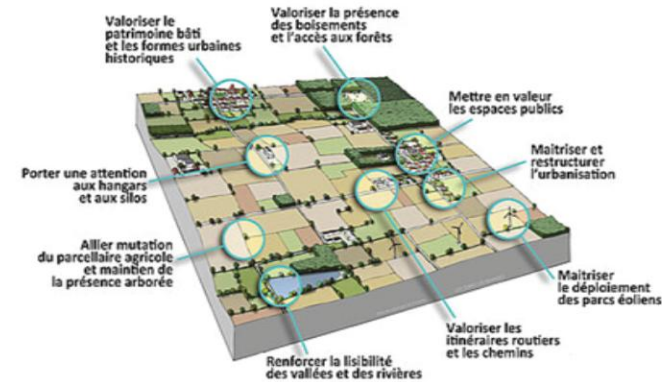 Valoriser le
patrimoine bâti
et les formes urbaines
historiques
Valoriser la présence
des boisements
et l'accès aux forêts
Mettre en valeur
les espaces publics
Maîtriser et
restructurer
l'urbanisation
Porter une attention
aux hangars
et aux silos
Allier mutation
du parcellaire agricole
et maintien de
la présence arborée
Maîtriser
le déploiement
des parcs éoliens
Valoriser les
itinéraires routiers
et les chemins
Renforcer la lisibilité
des vallées et des rivières